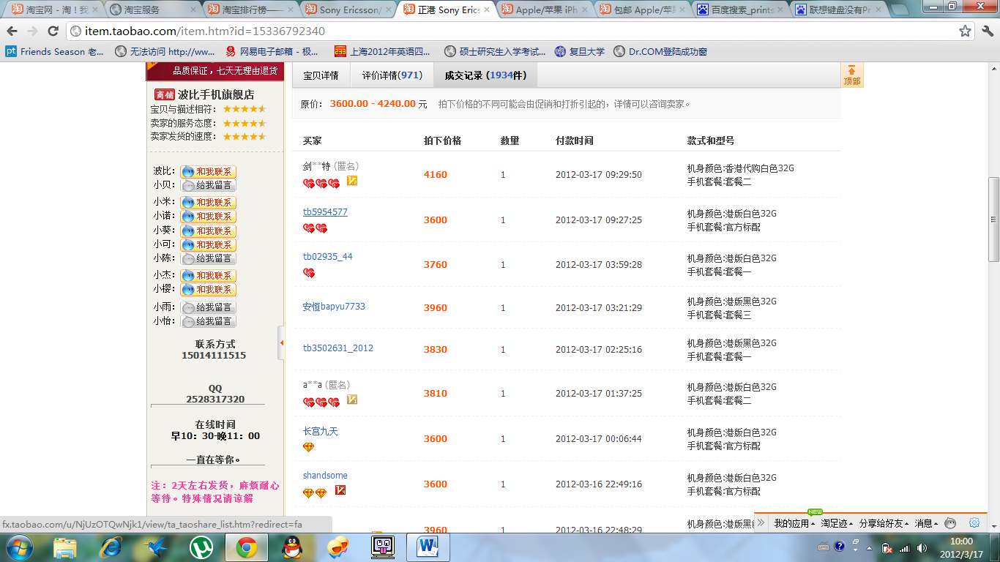 淘宝网 - 淘！我
淘宝服务
淘宝排行榜——
Sony Ericsson/
正港 Sony Erics
Apple/苹果 iPh
包邮 Apple/苹
百度搜索_prints
联想键盘没有Pr
item.taobao.com/item.htm?id=15336792340
Friends Season 老...
无法访问 http://ww...
网易电子邮箱 - 极...
上海2012年英语四...
硕士研究生入学考试...
复旦大学
Dr.COM登陆成功窗
品质保证，七天无理由退货
商铺 波比手机旗舰店
宝贝与描述相符：
卖家的服务态度：
卖家发货的速度：
波比： 和我联系
小贝： 给我留言
小米： 和我联系
小诺： 和我联系
小葵： 和我联系
小可： 和我联系
小陈： 给我留言
小杰： 和我联系
小樱： 和我联系
小雨： 给我留言
小怡： 给我留言
联系方式
15014111515
QQ
2528317320
在线时间
早10：30-晚11：00
一直在等你。
注：2天左右发货，麻烦耐心
等待。特殊情况请谅解
宝贝详情 评价详情(971) 成交记录 (1934件)
顶部
原价： 3600.00 - 4240.00 元 拍下价格的不同可能会由促销和打折引起的，详情可以咨询卖家。
买家 拍下价格 数量 付款时间 款式和型号
剑**特 (匿名) 4160 1 2012-03-17 09:29:50 机身颜色:香港代购白色32G
手机套餐:套餐二
tb5954577 3600 1 2012-03-17 09:27:25 机身颜色:港版白色32G
手机套餐:官方标配
tb02935_44 3760 1 2012-03-17 03:59:28 机身颜色:港版白色32G
手机套餐:套餐一
安恒bapyu7733 3960 1 2012-03-17 03:21:29 机身颜色:港版黑色32G
手机套餐:套餐三
tb3502631_2012 3830 1 2012-03-17 02:25:16 机身颜色:港版黑色32G
手机套餐:套餐一
a**a (匿名) 3810 1 2012-03-17 01:37:25 机身颜色:港版白色32G
手机套餐:套餐二
长宫九天 3600 1 2012-03-17 00:06:44 机身颜色:港版白色32G
手机套餐:官方标配
shandsome 3600 1 2012-03-16 22:49:16 机身颜色:港版白色32G
手机套餐:官方标配
3960 1 2012-03-16 22:48:29 机身颜色:港版黑
NEW
我的应用 淘足迹 分享给好友 消息
fx.taobao.com/u/NjUzOTQwNjk1/view/ta_taoshare_list.htm?redirect=fa
10:00
2012/3/17